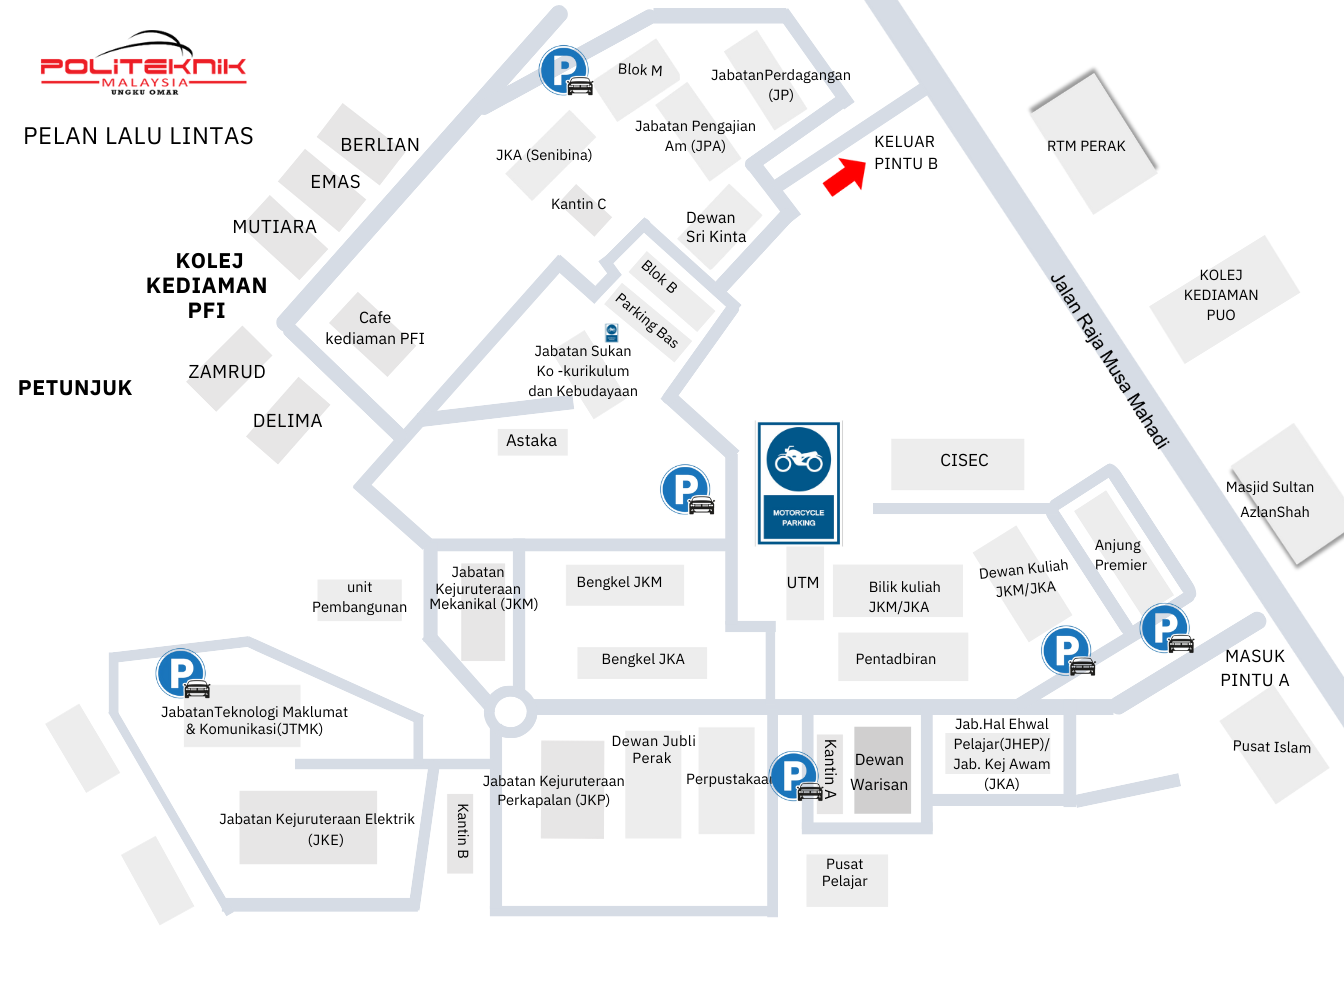 POLITEKNIK
MALAYSIA
UNGKU OMAR
PELAN LALU LINTAS
BERLIAN
EMAS
MUTIARA
KOLEJ
KEDIAMAN
PFI
ZAMRUD
DELIMA
PETUNJUK
P
Blok M
JabatanPerdagangan
(JP)
Jabatan Pengajian
Am (JPA)
JKA (Senibina)
Kantin C
Dewan
Sri Kinta
KELUAR
PINTU B
RTM PERAK
KOLEJ
KEDIAMAN
PUO
Jalan Raja Musa Mahadi
Masjid Sultan
AzlanShah
Blok B
Parking Bas
Cafe
kediaman PFI
Jabatan Sukan
Ko -kurikulum
dan Kebudayaan
Astaka
P
MOTORCYCLE
PARKING
CISEC
Anjung
Premier
Dewan Kuliah
JKM/JKA
UTM
Bilik kuliah
JKM/JKA
Pentadbiran
P
P
MASUK
PINTU A
Pusat Islam
unit
Pembangunan
Jabatan
Kejuruteraan
Mekanikal (JKM)
Bengkel JKM
Bengkel JKA
P
JabatanTeknologi Maklumat
& Komunikasi(JTMK)
Jabatan Kejuruteraan Elektrik
(JKE)
Kantin B
Jabatan Kejuruteraan
Perkapalan (JKP)
Dewan Jubli
Perak
Perpustakaa
P
Kantin A
Dewan
Warisan
Jab.Hal Ehwal
Pelajar(JHEP)/
Jab. Kej Awam
(JKA)
Pusat
Pelajar